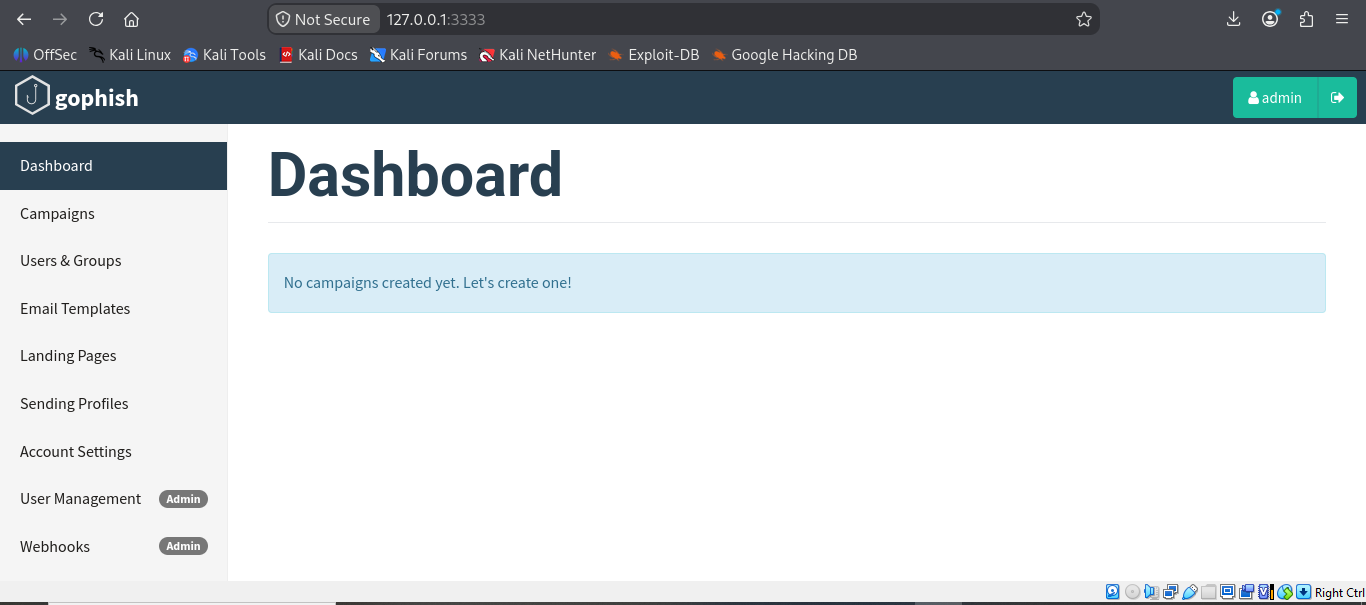 Not Secure 127.0.0.1:3333
OffSec Kali Linux Kali Tools Kali Docs Kali Forums Kali NetHunter Exploit-DB Google Hacking DB
gophish admin
Dashboard
Dashboard
Campaigns
Users & Groups
No campaigns created yet. Let's create one!
Email Templates
Landing Pages
Sending Profiles
Account Settings
User Management Admin
Webhooks Admin
Right Ctrl